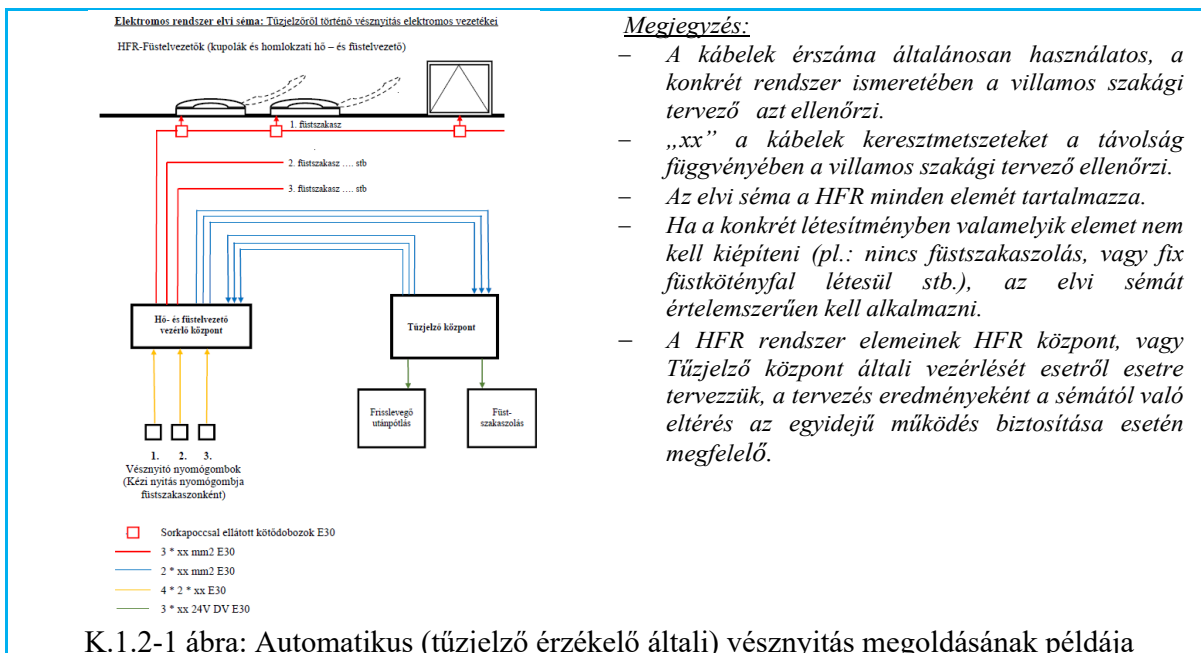 Elektromos rendszer elvi séma: Tűzjelzőről történő vésznyitás elektromos vezetékei
HFR-Füstelvezetők (kupolák és homlokzati hő – és füstelvezető)
1. füstszakasz
2. füstszakasz …. stb
3. füstszakasz …. stb
Hő- és füstelvezető
vezérlő központ
Tűzjelző központ
Frisslevegő
utánpótlás
Füst-
szakaszolás
1. 2. 3.
Vésznyitó nyomógombok
(Kézi nyitás nyomógombja
füstszakaszonként)
Sorkapoccsal ellátott kötődobozok E30
3 * xx mm2 E30
2 * xx mm2 E30
4 * 2 * xx E30
3 * xx 24V DV E30
Megjegyzés:
– A kábelek érszáma általánosan használatos, a
konkrét rendszer ismeretében a villamos szakági
tervező azt ellenőrzi.
– „xx” a kábelek keresztmetszeteket a távolság
függvényében a villamos szakági tervező ellenőrzi.
– Az elvi séma a HFR minden elemét tartalmazza.
– Ha a konkrét létesítményben valamelyik elemet nem
kell kiépíteni (pl.: nincs füstszakaszolás, vagy fix
füstkötényfal létesül stb.), az elvi sémát
értelemszerűen kell alkalmazni.
– A HFR rendszer elemeinek HFR központ, vagy
Tűzjelző központ általi vezérlését esetről esetre
tervezzük, a tervezés eredményeként a sémától való
eltérés az egyidejű működés biztosítása esetén
megfelelő.
K.1.2-1 ábra: Automatikus (tűzjelző érzékelő általi) vésznyitás megoldásának példája